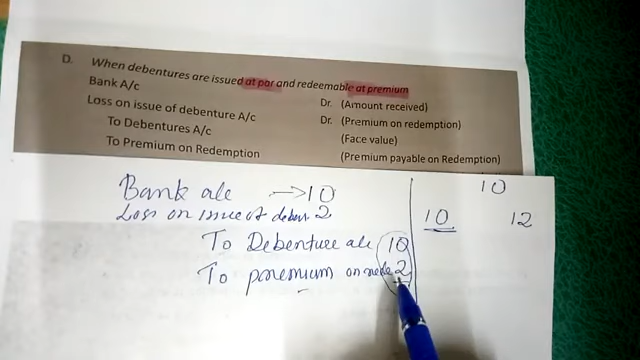 D. When debentures are issued at par and redeemable at premium
Bank A/c Dr. (Amount received)
Loss on issue of debenture A/c Dr. (Premium on redemption)
To Debentures A/c (Face value)
To Premium on Redemption (Premium payable on Redemption)
Bank a/c → 10
Loss on issue of deben 2
To Debenture a/c 10
To premium on rede 2
10
10 12